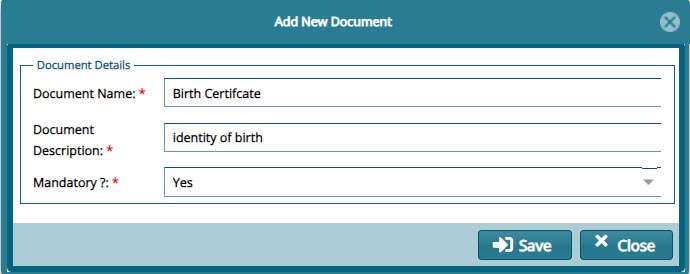 Add New Document
Document Details
Document Name: * Birth Certifcate
Document
Description: * identity of birth
Mandatory ?: * Yes
Save Close